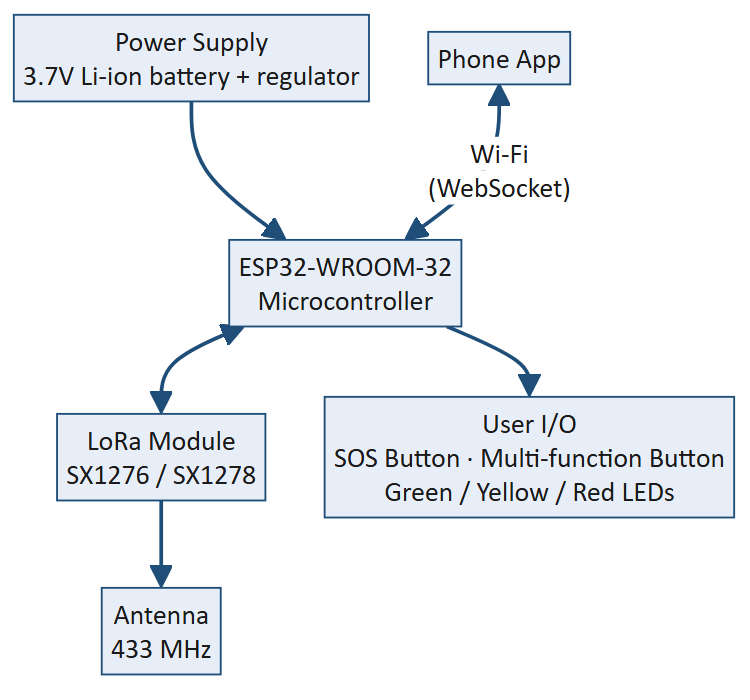 Power Supply
3.7V Li-ion battery + regulator
Phone App
Wi-Fi
(WebSocket)
ESP32-WROOM-32
Microcontroller
LoRa Module
SX1276 / SX1278
User I/O
SOS Button · Multi-function Button
Green / Yellow / Red LEDs
Antenna
433 MHz